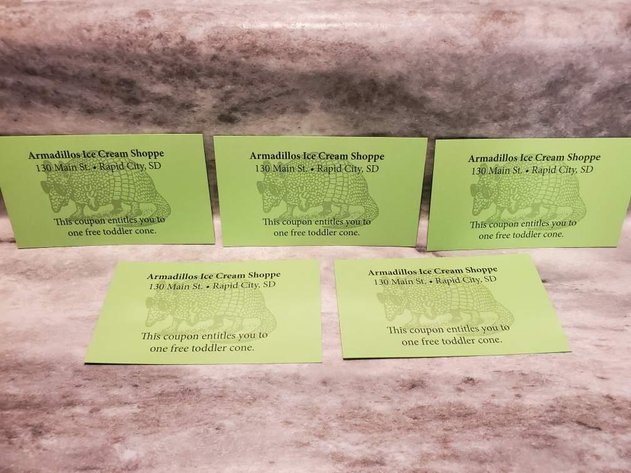 Armadillos Ice Cream Shoppe
130 Main St. • Rapid City, SD
This coupon entitles you to
one free toddler cone.
Armadillos Ice Cream Shoppe
130 Main St. • Rapid City, SD
This coupon entitles you to
one free toddler cone.
Armadillos Ice Cream Shoppe
130 Main St. • Rapid City, SD
This coupon entitles you to
one free toddler cone.
Armadillos Ice Cream Shoppe
130 Main St. • Rapid City, SD
This coupon entitles you to
one free toddler cone.
Armadillos Ice Cream Shoppe
130 Main St. • Rapid City, SD
This coupon entitles you to
one free toddler cone.